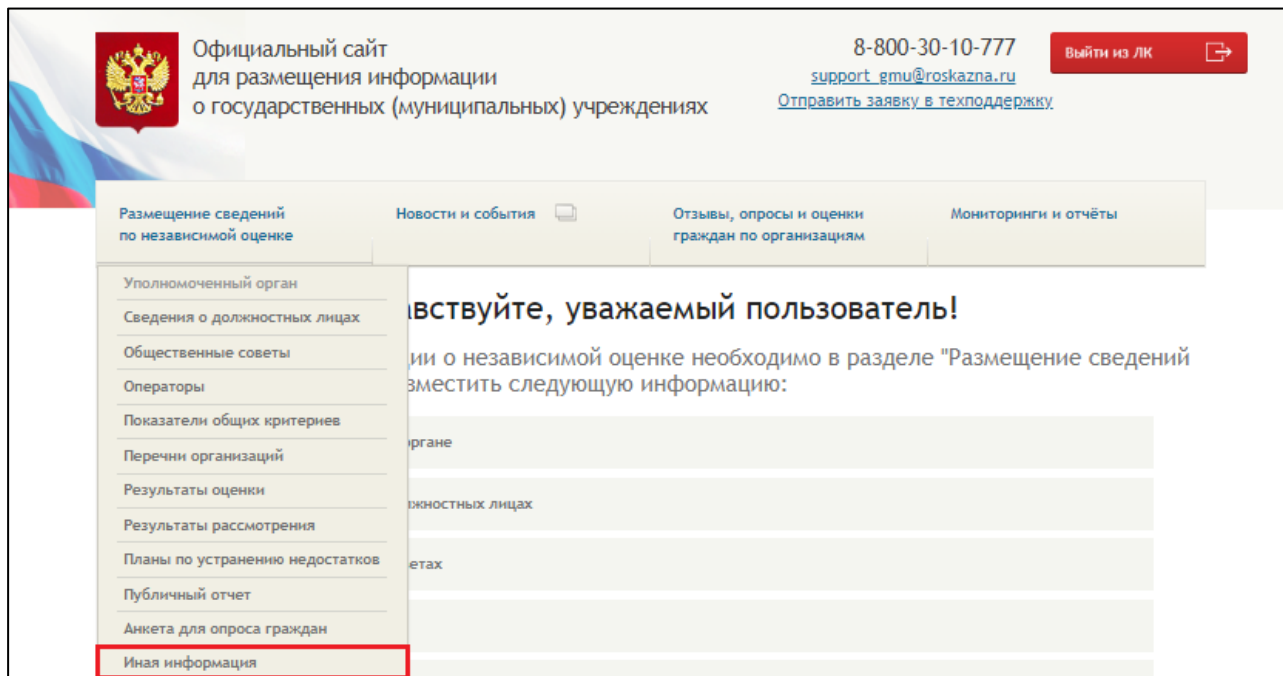 Официальный сайт
для размещения информации
о государственных (муниципальных) учреждениях
8-800-30-10-777
support_gmu@roskazna.ru
Отправить заявку в техподдержку
Выйти из ЛК
Размещение сведений
по независимой оценке
Новости и события
Отзывы, опросы и оценки
граждан по организациям
Мониторинги и отчёты
Уполномоченный орган
Сведения о должностных лицах
Общественные советы
Операторы
Показатели общих критериев
Перечни организаций
Результаты оценки
Результаты рассмотрения
Планы по устранению недостатков
Публичный отчет
Анкета для опроса граждан
Иная информация
авствуйте, уважаемый пользователь!
ии о независимой оценке необходимо в разделе "Размещение сведений
зместить следующую информацию:
органе
лжностных лицах
етах